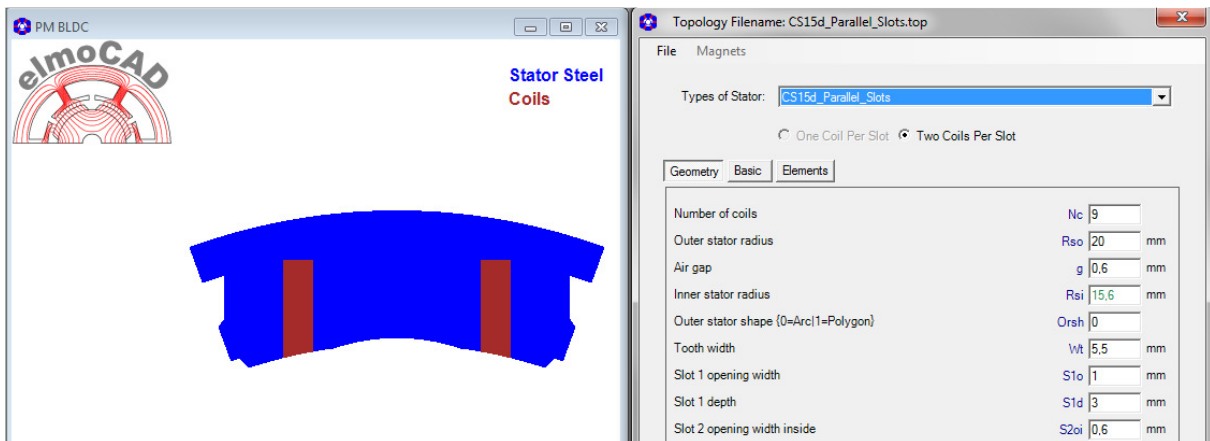 PM BLDC
elmoCAD
Stator Steel
Coils
Topology Filename: CS15d_Parallel_Slots.top
File Magnets
Types of Stator: CS15d_Parallel_Slots
One Coil Per Slot Two Coils Per Slot
Geometry Basic Elements
Number of coils Nc 9
Outer stator radius Rso 20 mm
Air gap g 0,6 mm
Inner stator radius Rsi 15,6 mm
Outer stator shape {0=Arc|1=Polygon} Orsh 0
Tooth width Wt 5,5 mm
Slot 1 opening width S1o 1 mm
Slot 1 depth S1d 3 mm
Slot 2 opening width inside S2oi 0,6 mm